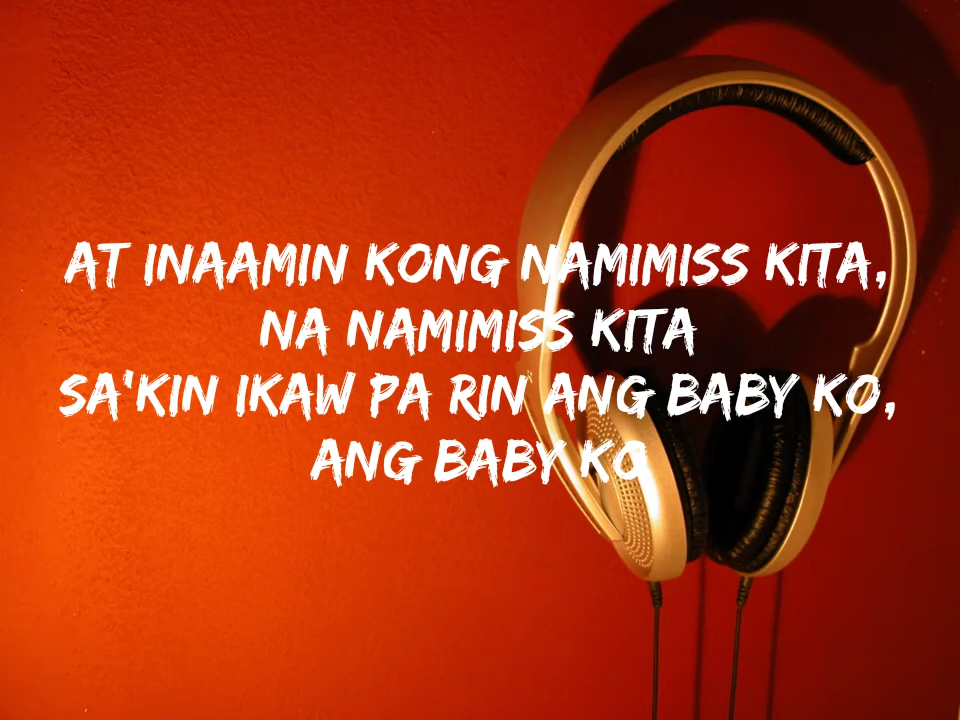 AT INAAMIN KONG NAMIMISS KITA,
NA NAMIMISS KITA
SA'KIN IKAW PA RIN ANG BABY KO,
ANG BABY KO